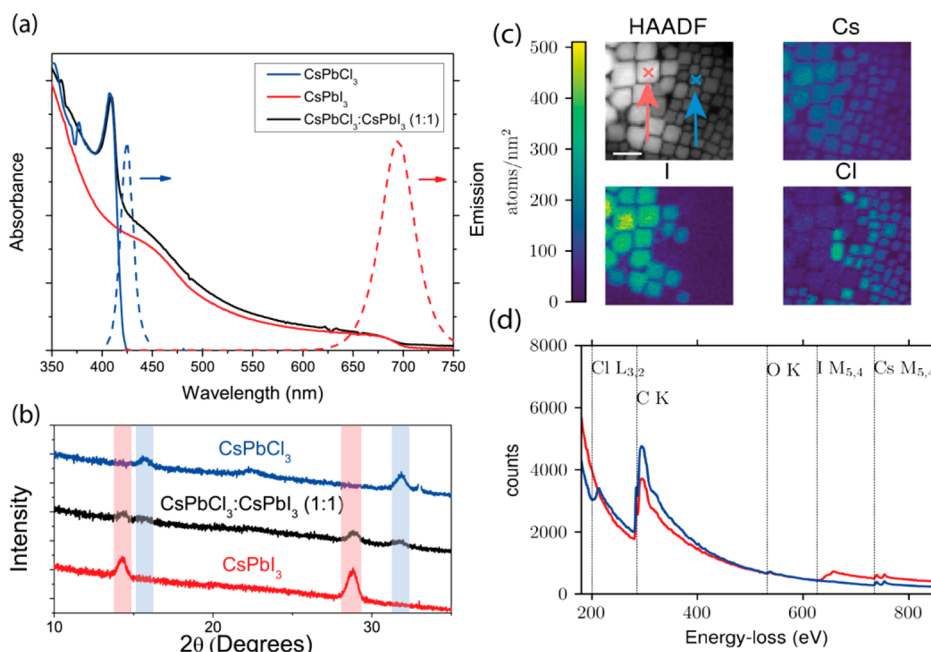 (a)
CsPbCl3
CsPbI3
CsPbCl3:CsPbI3 (1:1)
Absorbance
Emission
350 400 450 500 550 600 650 700 750
Wavelength (nm)
(b)
CsPbCl3
CsPbCl3:CsPbI3 (1:1)
CsPbI3
Intensity
10 20 30
2θ (Degrees)
(c)
HAADF
Cs
I
Cl
500
400
300
200
100
0
atoms/nm2
(d)
8000
6000
4000
2000
0
counts
Cl L3,2
C K
O K
I M5,4
Cs M5,4
200 400 600 800
Energy-loss (eV)